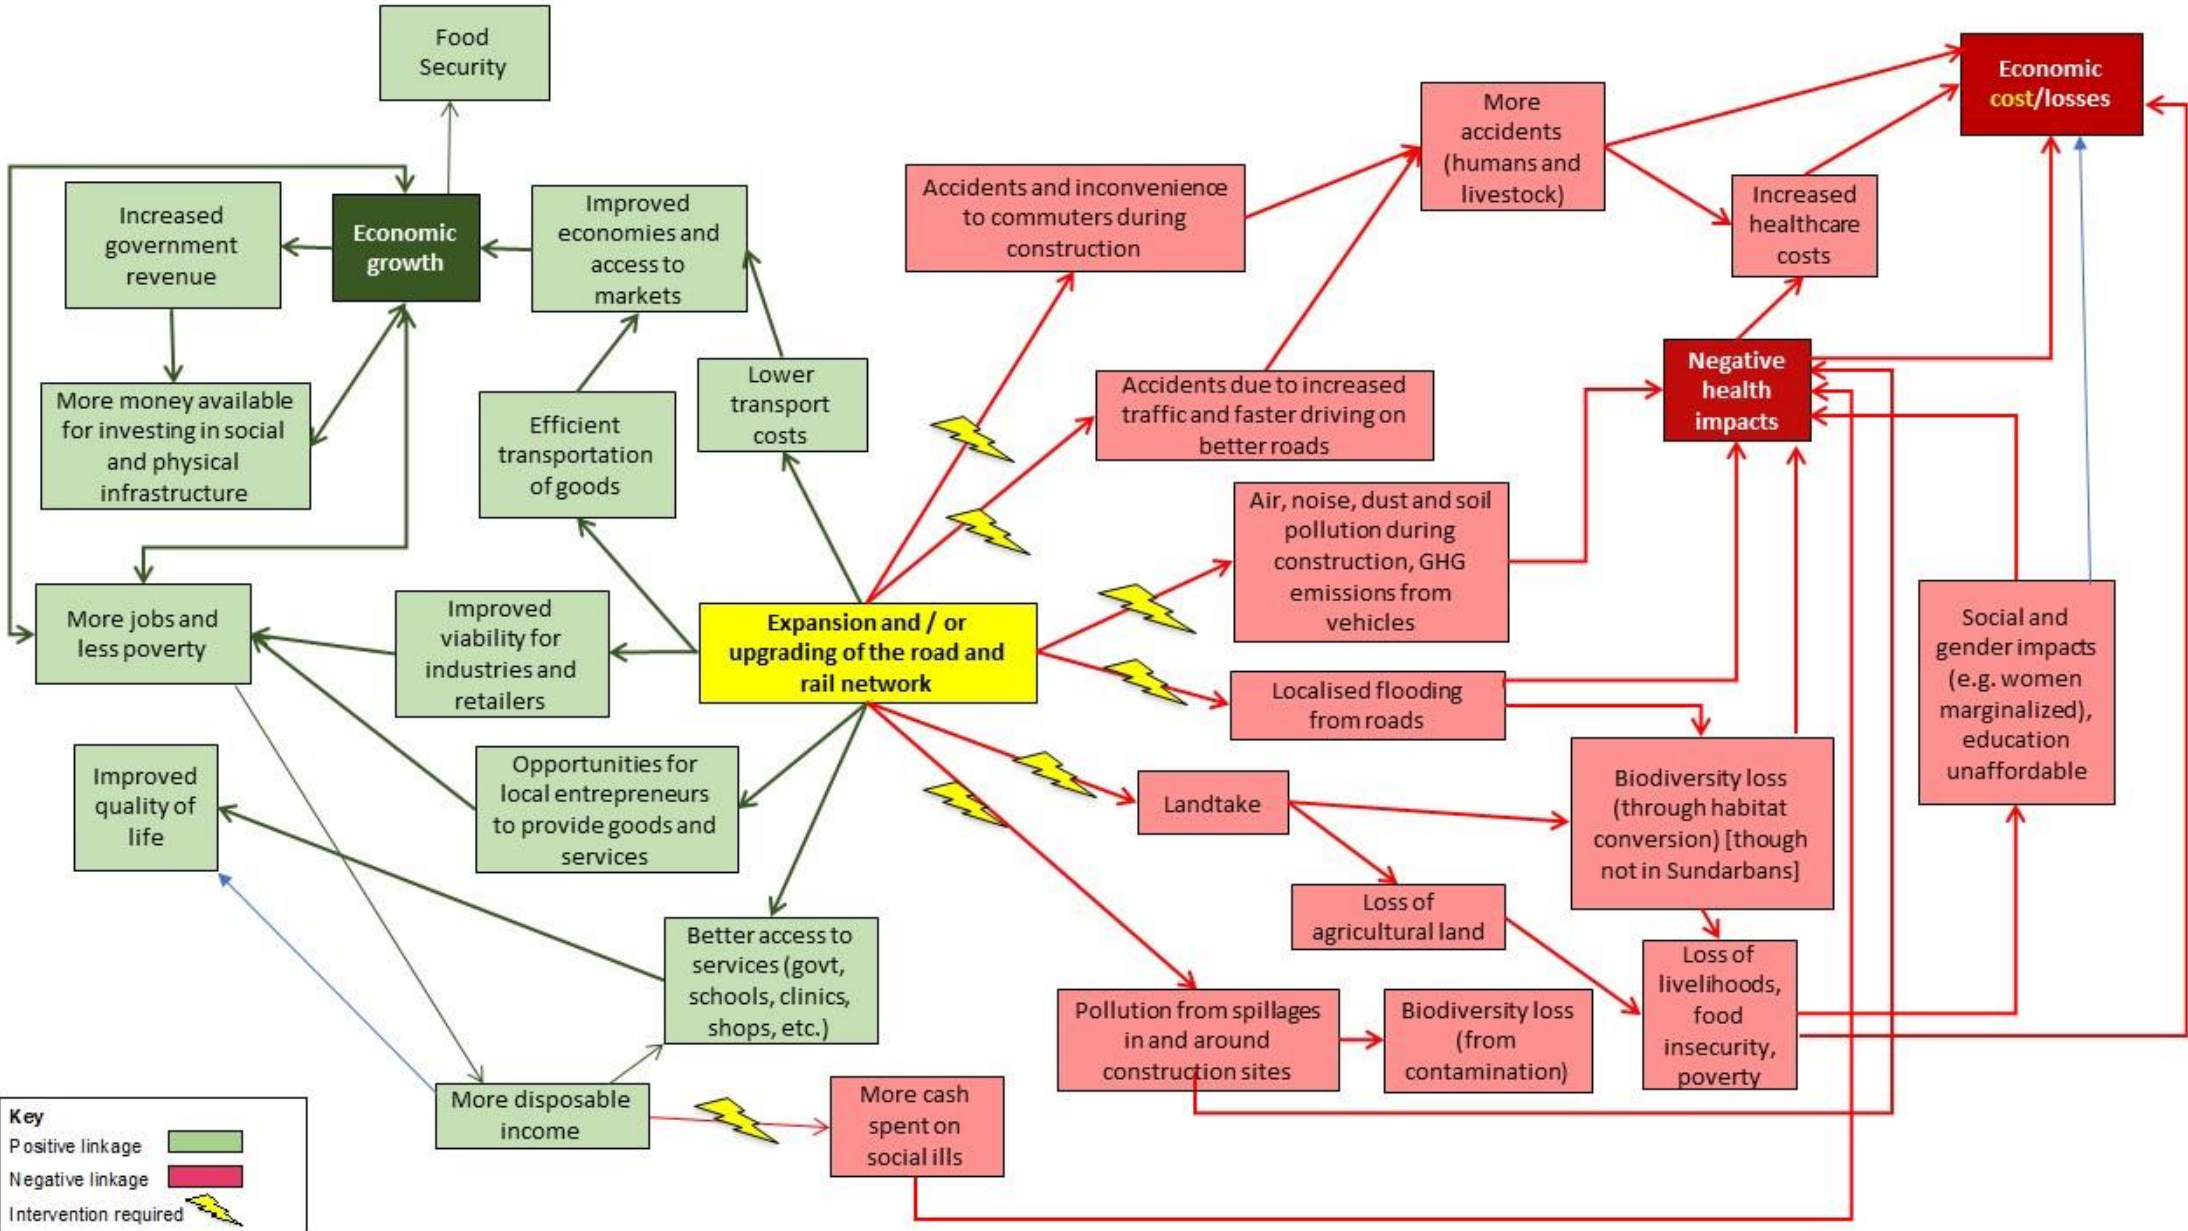 Food
Security
Economic
cost/losses
More
accidents
(humans and
livestock)
Accidents and inconvenience
to commuters during
construction
Increased
healthcare
costs
Increased
government
revenue
Economic
growth
Improved
economies and
access to
markets
Negative
health
impacts
Lower
transport
costs
Accidents due to increased
traffic and faster driving on
better roads
More money available
for investing in social
and physical
infrastructure
Efficient
transportation
of goods
Air, noise, dust and soil
pollution during
construction, GHG
emissions from
vehicles
More jobs and
less poverty
Improved
viability for
industries and
retailers
Expansion and / or
upgrading of the road and
rail network
Localised flooding
from roads
Social and
gender impacts
(e.g. women
marginalized),
education
unaffordable
Improved
quality of
life
Opportunities for
local entrepreneurs
to provide goods and
services
Landtake
Biodiversity loss
(through habitat
conversion) [though
not in Sundarbans]
Loss of
agricultural land
Better access to
services (govt,
schools, clinics,
shops, etc.)
Pollution from spillages
in and around
construction sites
Biodiversity loss
(from
contamination)
Loss of
livelihoods,
food
insecurity,
poverty
More disposable
income
More cash
spent on
social ills
Key
Positive linkage
Negative linkage
Intervention required